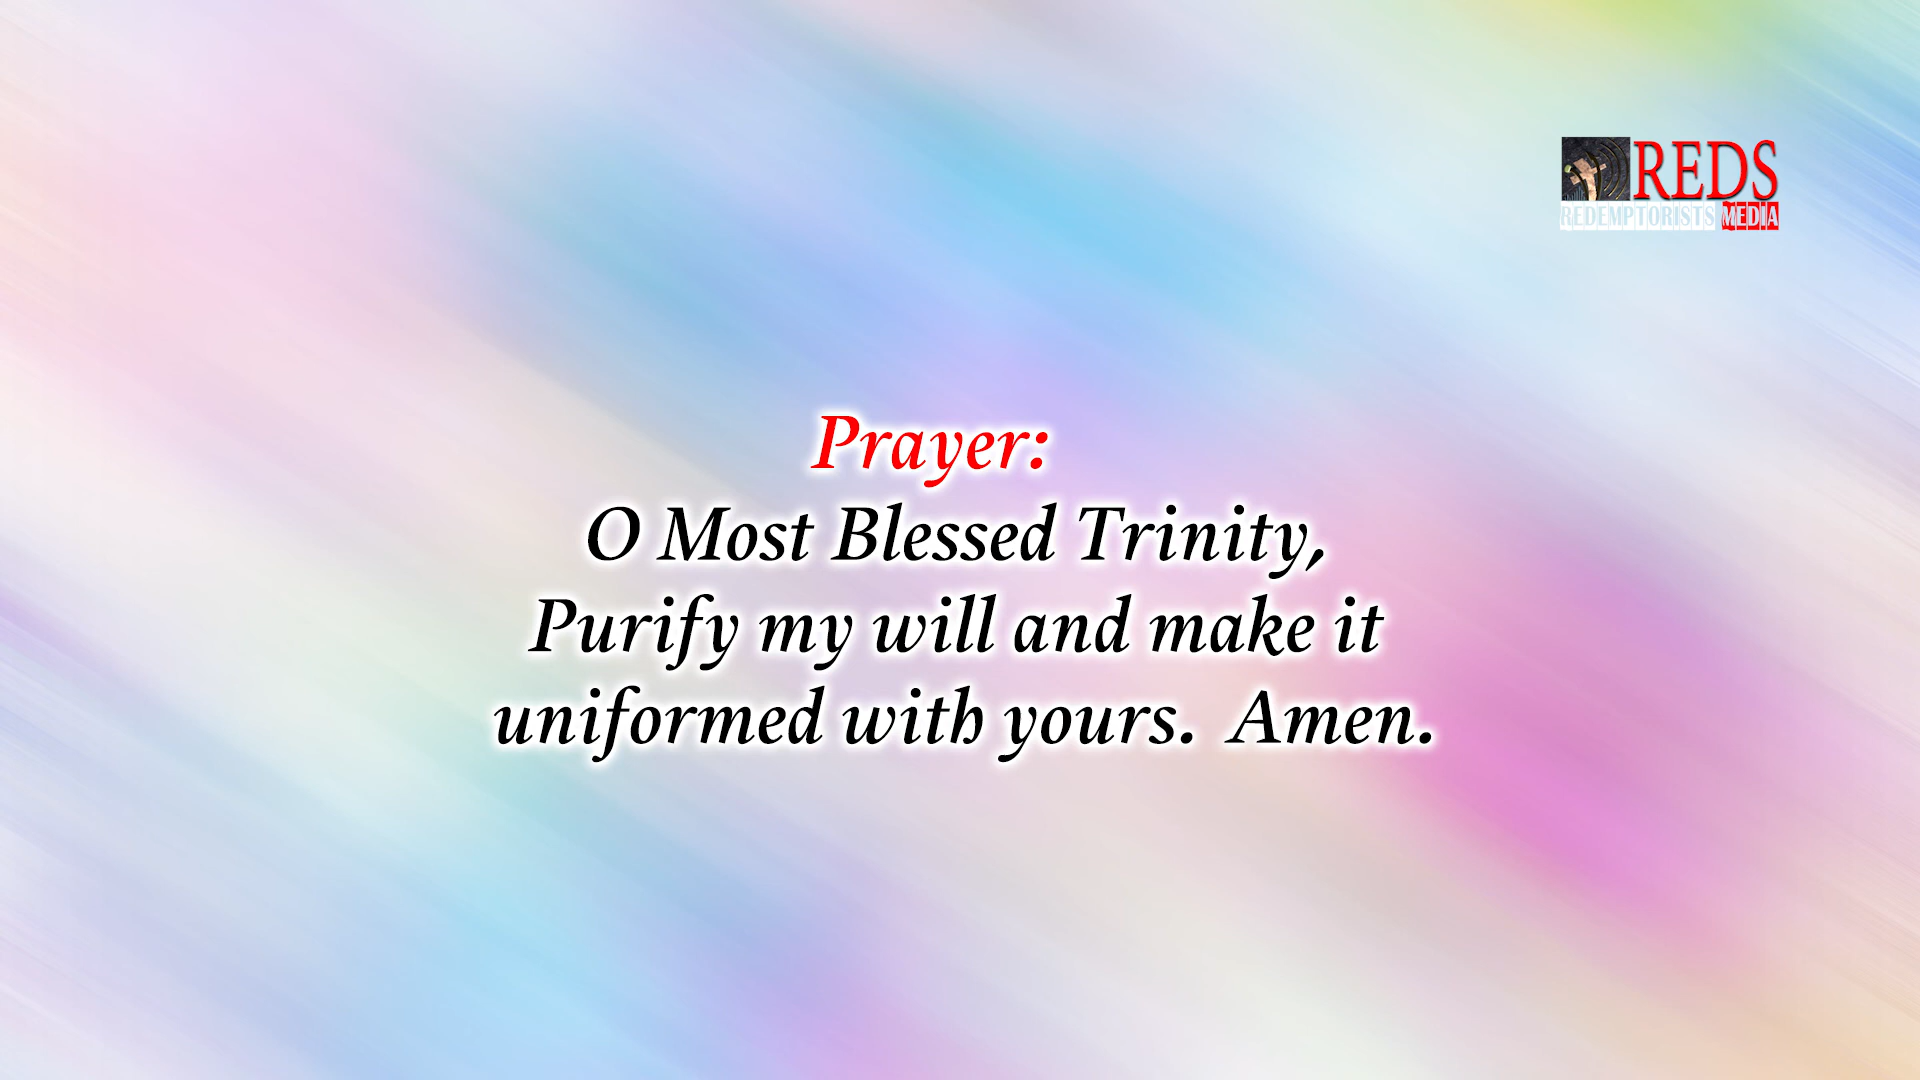 REDS
REDEMPTORISTS MEDIA
Prayer:
O Most Blessed Trinity,
Purify my will and make it
uniformed with yours. Amen.